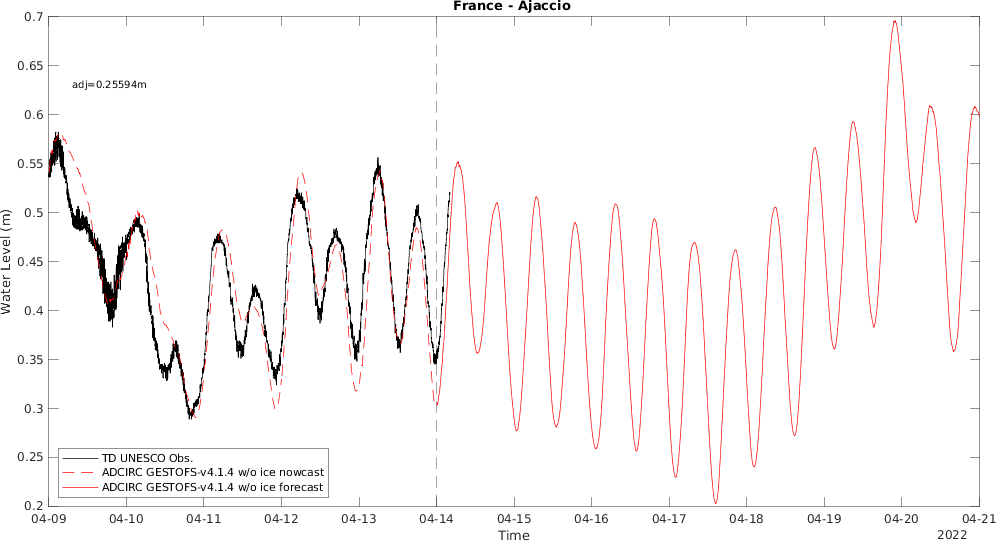 France - Ajaccio
0.7
0.65
0.6
0.55
0.5
0.45
0.4
0.35
0.3
0.25
0.2
Water Level (m)
adj=0.25594m
TD UNESCO Obs.
ADCIRC GESTOFS-v4.1.4 w/o ice nowcast
ADCIRC GESTOFS-v4.1.4 w/o ice forecast
04-09 04-10 04-11 04-12 04-13 04-14 04-15 04-16 04-17 04-18 04-19 04-20 04-21
Time
2022